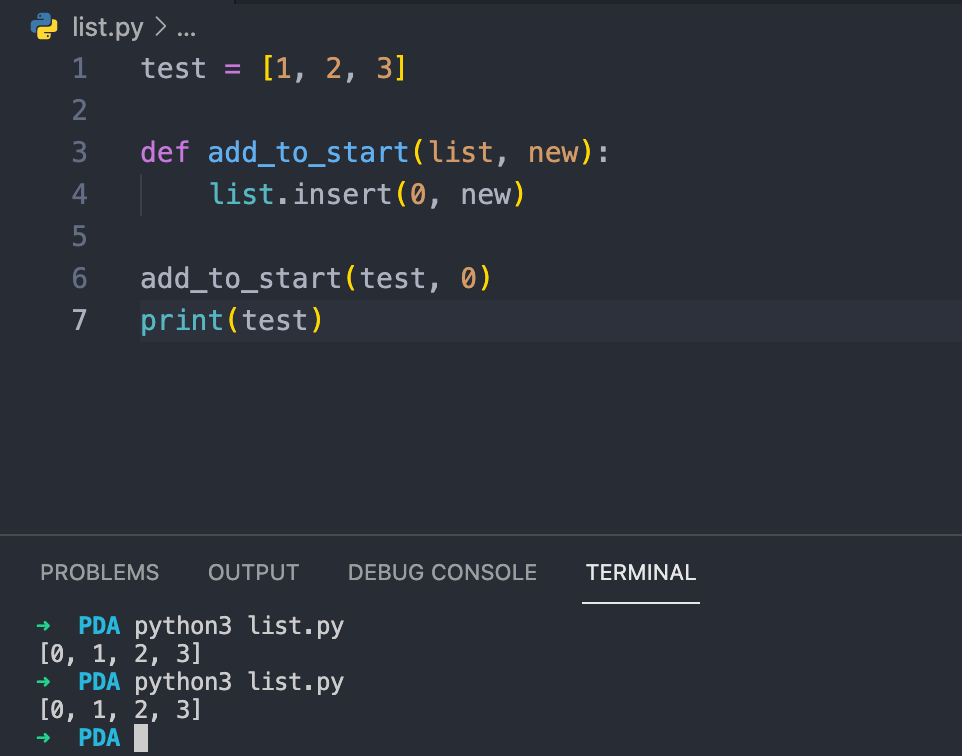 list.py > ...
1 test = [1, 2, 3]
2
3 def add_to_start(list, new):
4     list.insert(0, new)
5
6 add_to_start(test, 0)
7 print(test)
PROBLEMS OUTPUT DEBUG CONSOLE TERMINAL
➜ PDA python3 list.py
[0, 1, 2, 3]
➜ PDA python3 list.py
[0, 1, 2, 3]
➜ PDA